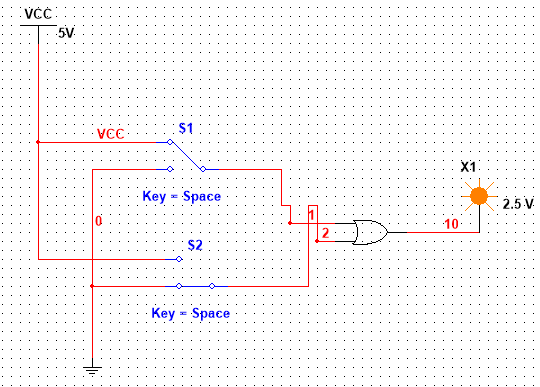 VCC
5V
VCC
S1
X1
Key = Space
2.5 V
0
1
10
2
S2
Key = Space